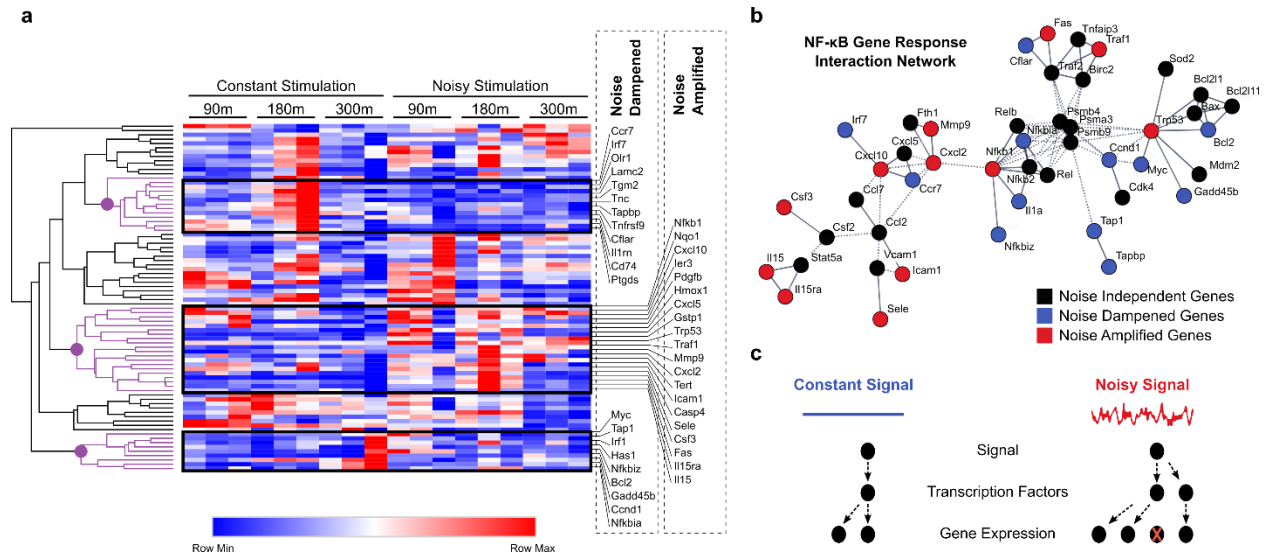 a
Constant Stimulation
Noisy Stimulation
90m
180m
300m
90m
180m
300m
Noise
Dampened
Noise
Amplified
Ccr7
Irf7
Olr1
Lamc2
Tgm2
Tnc
Tapbp
Tnfrsf9
Cflar
Il1rn
Cd74
Ptgds
Nfkb1
Nqo1
Cxcl10
Ier3
Pdgfb
Hmox1
Cxcl5
Gstp1
Trp53
Traf1
Mmp9
Cxcl2
Tert
Icam1
Casp4
Sele
Csf3
Fas
Il15ra
Il15
Myc
Tap1
Irf1
Has1
Nfkbiz
Bcl2
Gadd45b
Ccnd1
Nfkbia
Row Min
Row Max
b
NF-κB Gene Response
Interaction Network
Fas
Tnfaip3
Traf1
Cflar
Traf2
Birc2
Sod2
Bcl2l1
Bcl2l11
Bax
Trp53
Bcl2
Psmb4
Psma3
Psmb9
Relb
Nfkbia
Nfkb1
Nfkb2
Rel
Il1a
Nfkbiz
Ccnd1
Myc
Cdk4
Mdm2
Gadd45b
Tap1
Tapbp
Irf7
Fth1
Mmp9
Cxcl5
Cxcl10
Cxcl2
Ccr7
Ccl7
Ccl2
Csf3
Csf2
Stat5a
Il15
Il15ra
Vcam1
Icam1
Sele
Noise Independent Genes
Noise Dampened Genes
Noise Amplified Genes
c
Constant Signal
Noisy Signal
Signal
Transcription Factors
Gene Expression
X